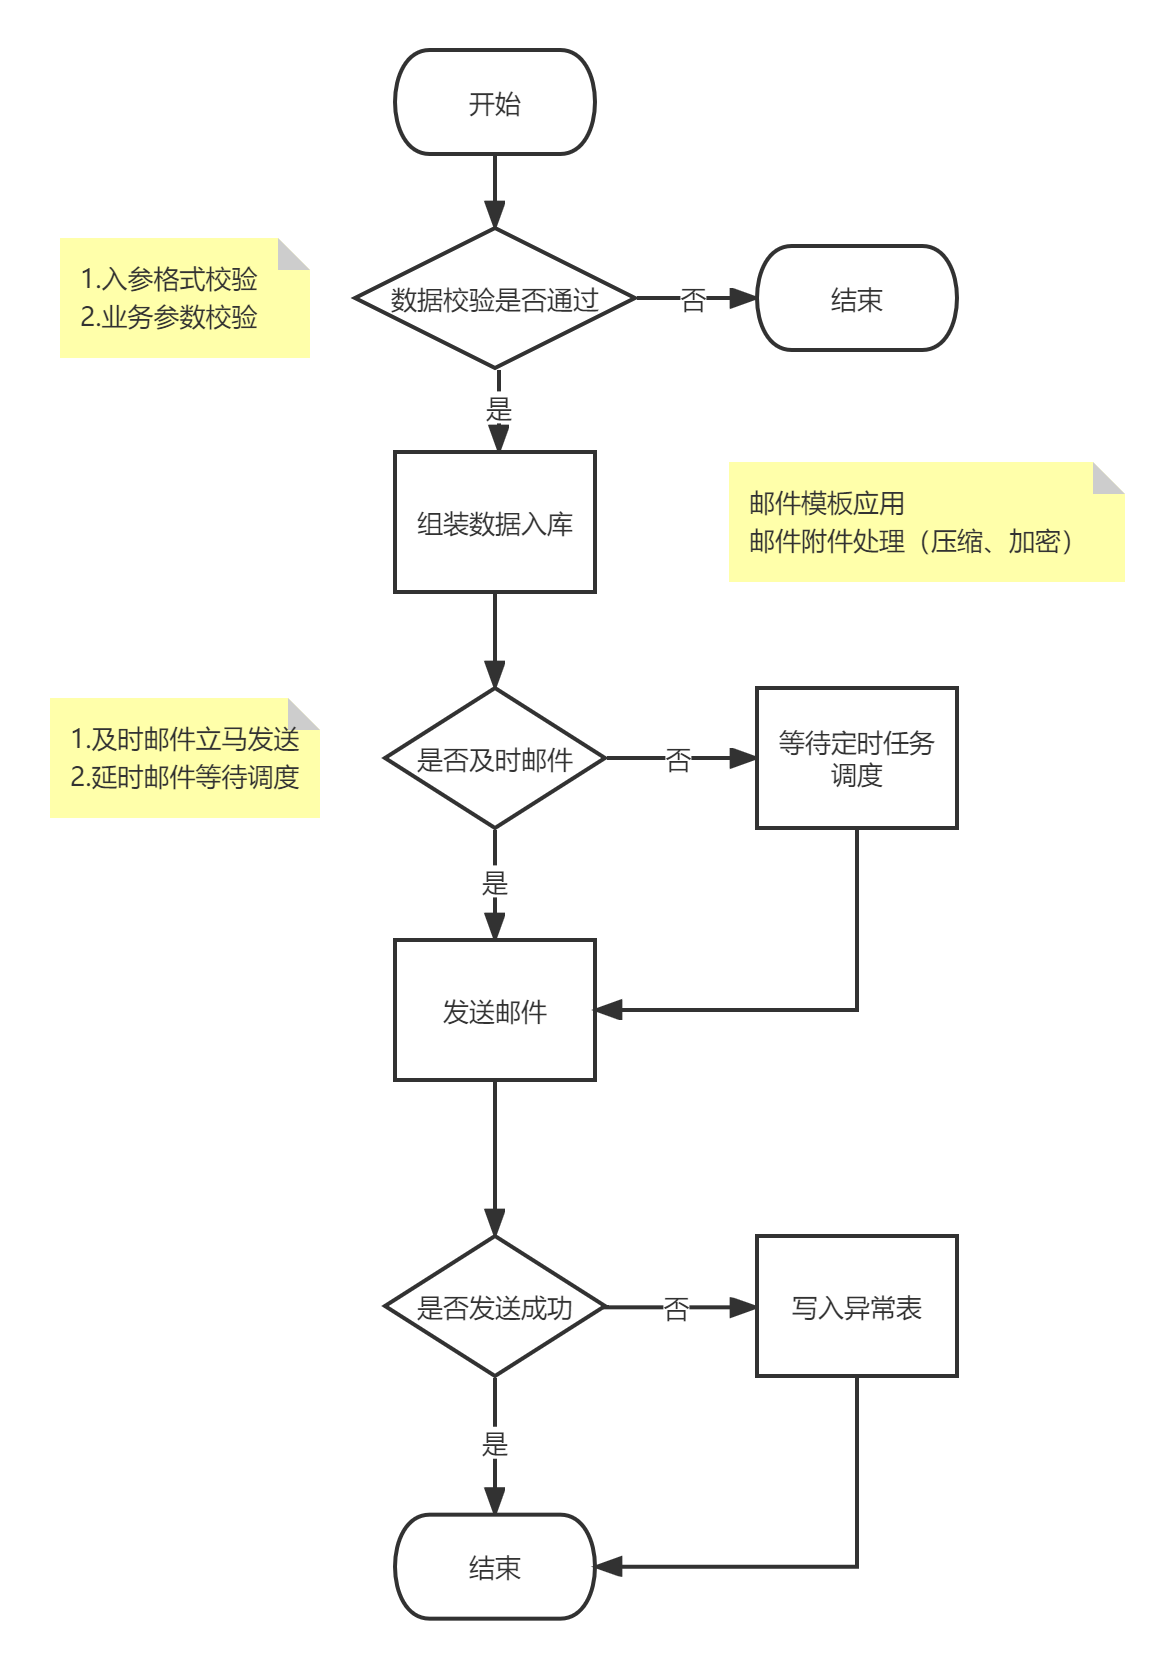 开始
1.入参格式校验
2.业务参数校验
数据校验是否通过
否
结束
是
组装数据入库
邮件模板应用
邮件附件处理（压缩、加密）
1.及时邮件立马发送
2.延时邮件等待调度
是否及时邮件
否
等待定时任务
调度
是
发送邮件
是否发送成功
否
写入异常表
是
结束